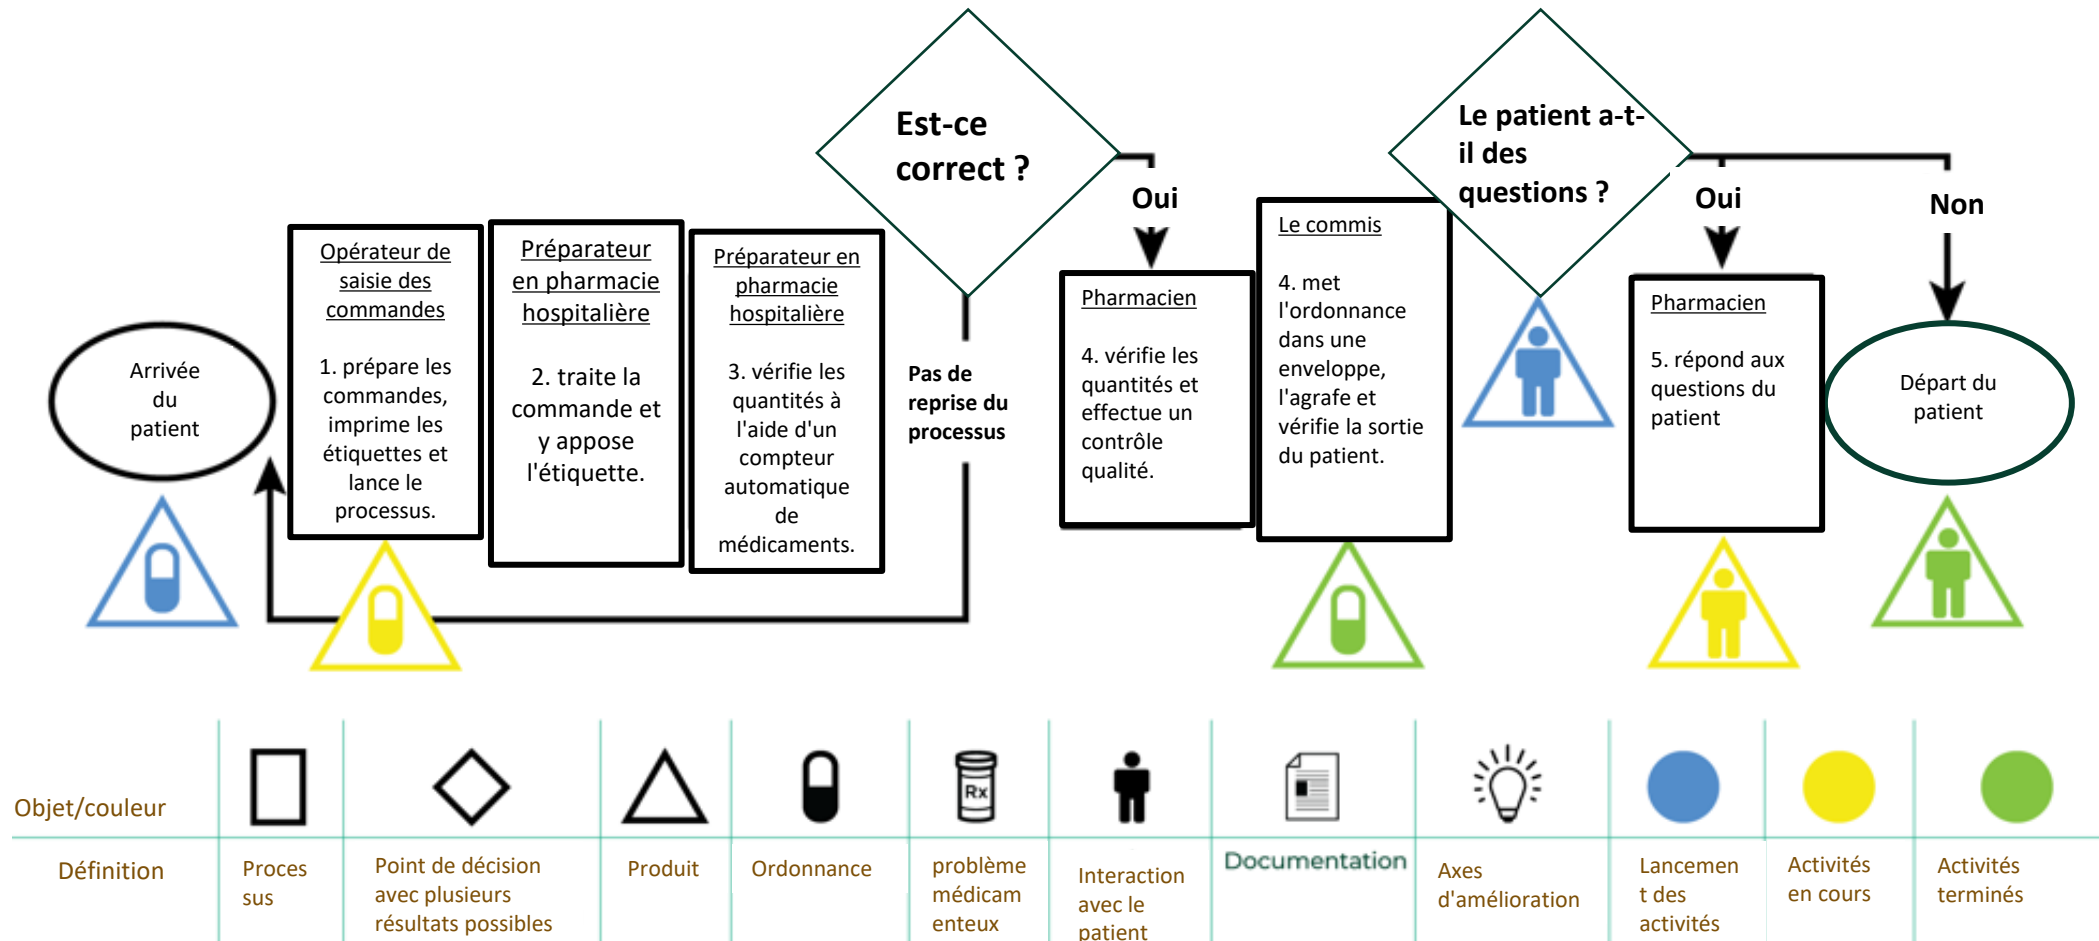 Arrivée
du
patient
Opérateur de
saisie des
commandes
1. prépare les
commandes,
imprime les
étiquettes et
lance le
processus.
Préparateur
en pharmacie
hospitalière
2. traite la
commande et
y appose
l'étiquette.
Préparateur en
pharmacie
hospitalière
3. vérifie les
quantités à
l'aide d'un
compteur
automatique
de
médicaments.
Est-ce
correct ?
Pas de
reprise du
processus
Oui
Pharmacien
4. vérifie les
quantités et
effectue un
contrôle
qualité.
Le commis
4. met
l'ordonnance
dans une
enveloppe,
l'agrafe et
vérifie la sortie
du patient.
Le patient a-t-
il des
questions ?
Oui
Pharmacien
5. répond aux
questions du
patient
Non
Départ du
patient
Objet/couleur
Rx
Définition
Proces
sus
Point de décision
avec plusieurs
résultats possibles
Produit
Ordonnance
problème
médicam
enteux
Interaction
avec le
patient
Documentation
Axes
d'amélioration
Lancemen
t des
activités
Activités
en cours
Activités
terminés